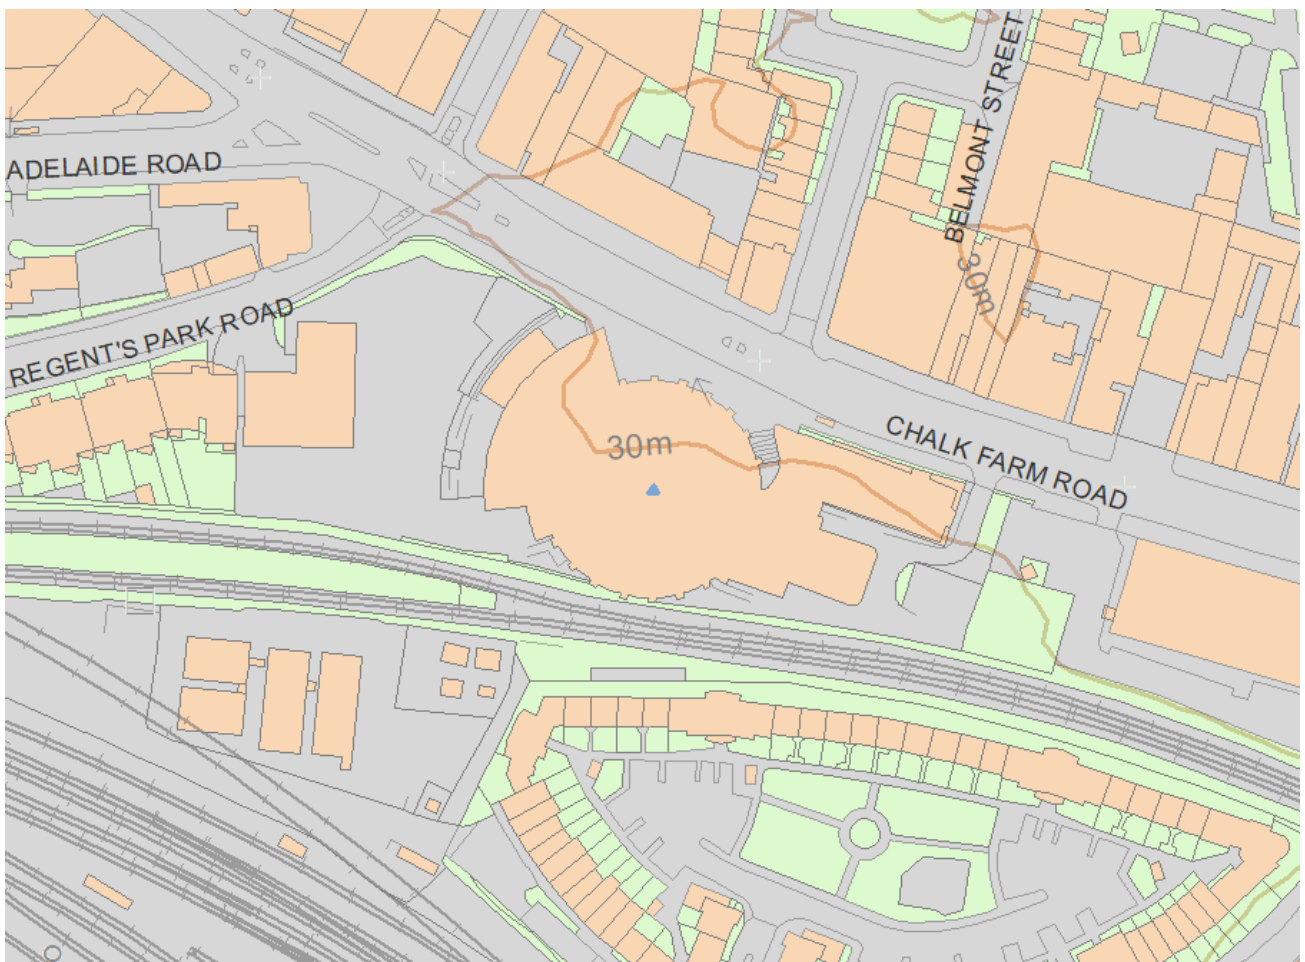 BELMONT STREET
ADELAIDE ROAD
30m
REGENT'S PARK ROAD
30m
CHALK FARM ROAD